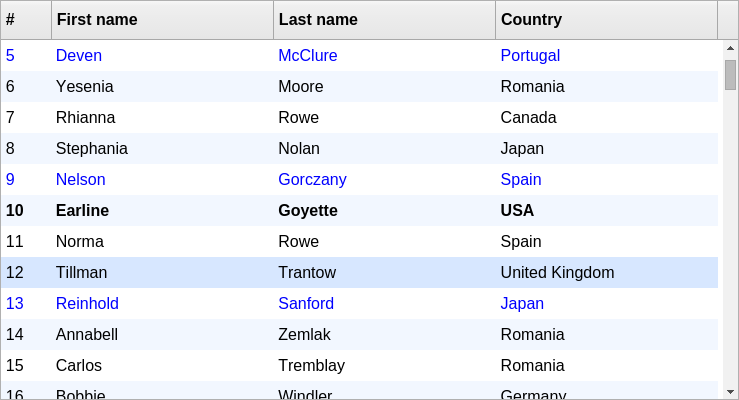 # First name Last name Country
5 Deven McClure Portugal
6 Yesenia Moore Romania
7 Rhianna Rowe Canada
8 Stephania Nolan Japan
9 Nelson Gorczany Spain
10 Earline Goyette USA
11 Norma Rowe Spain
12 Tillman Trantow United Kingdom
13 Reinhold Sanford Japan
14 Annabell Zemlak Romania
15 Carlos Tremblay Romania
16 Bobbie Windler Germany